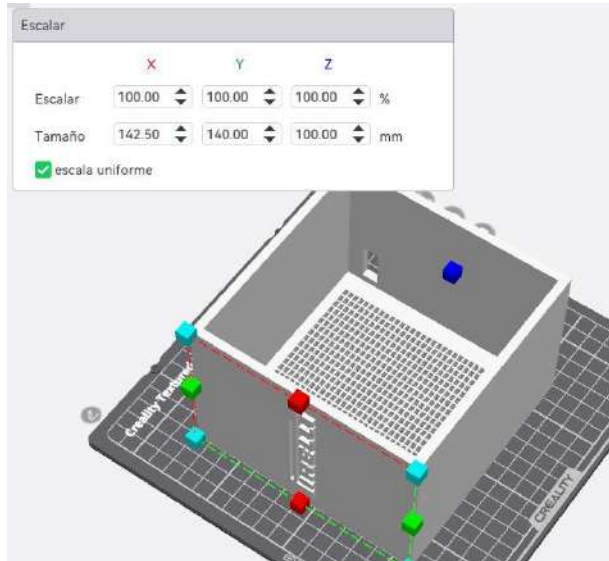 Escalar
X Y Z
Escalar 100.00 100.00 100.00 %
Tamaño 142.50 140.00 100.00 mm
escala uniforme
Creality Textured
CREALITY